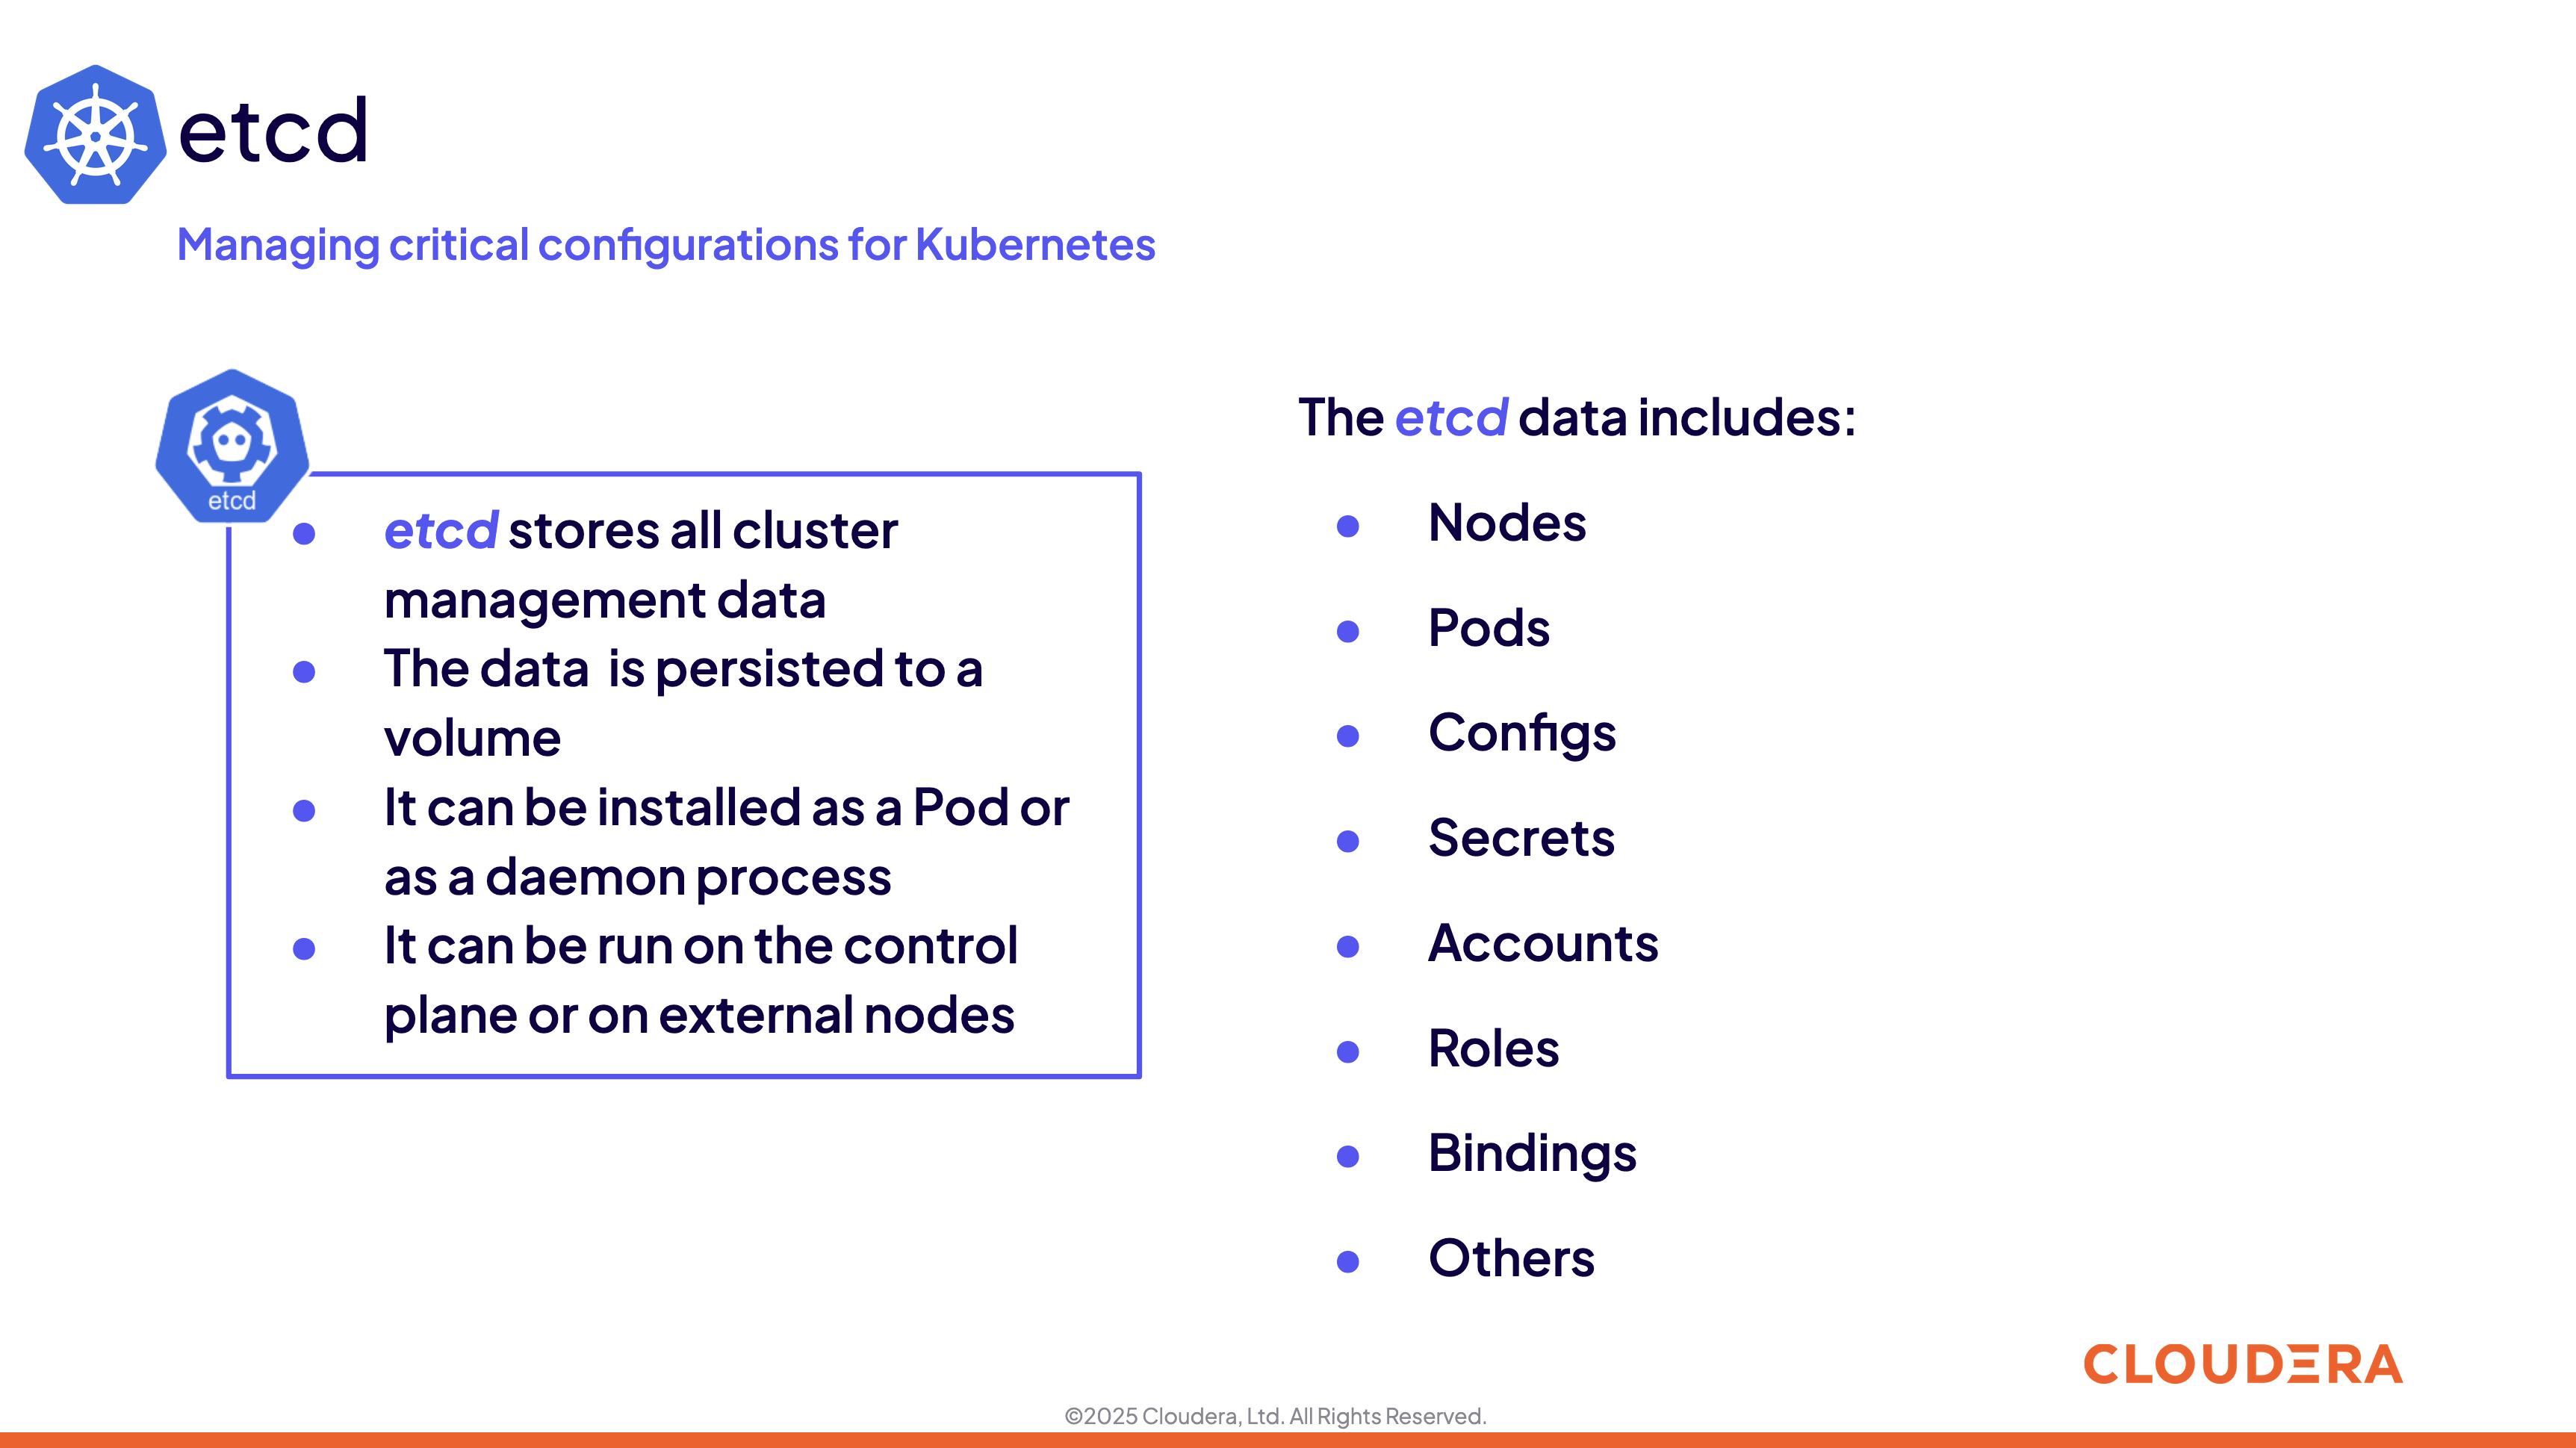 etcd
Managing critical configurations for Kubernetes
etcd
etcd stores all cluster
management data
The data  is persisted to a
volume
It can be installed as a Pod or
as a daemon process
It can be run on the control
plane or on external nodes
The etcd data includes:
Nodes
Pods
Configs
Secrets
Accounts
Roles
Bindings
Others
CLOUDERA
©2025 Cloudera, Ltd. All Rights Reserved.